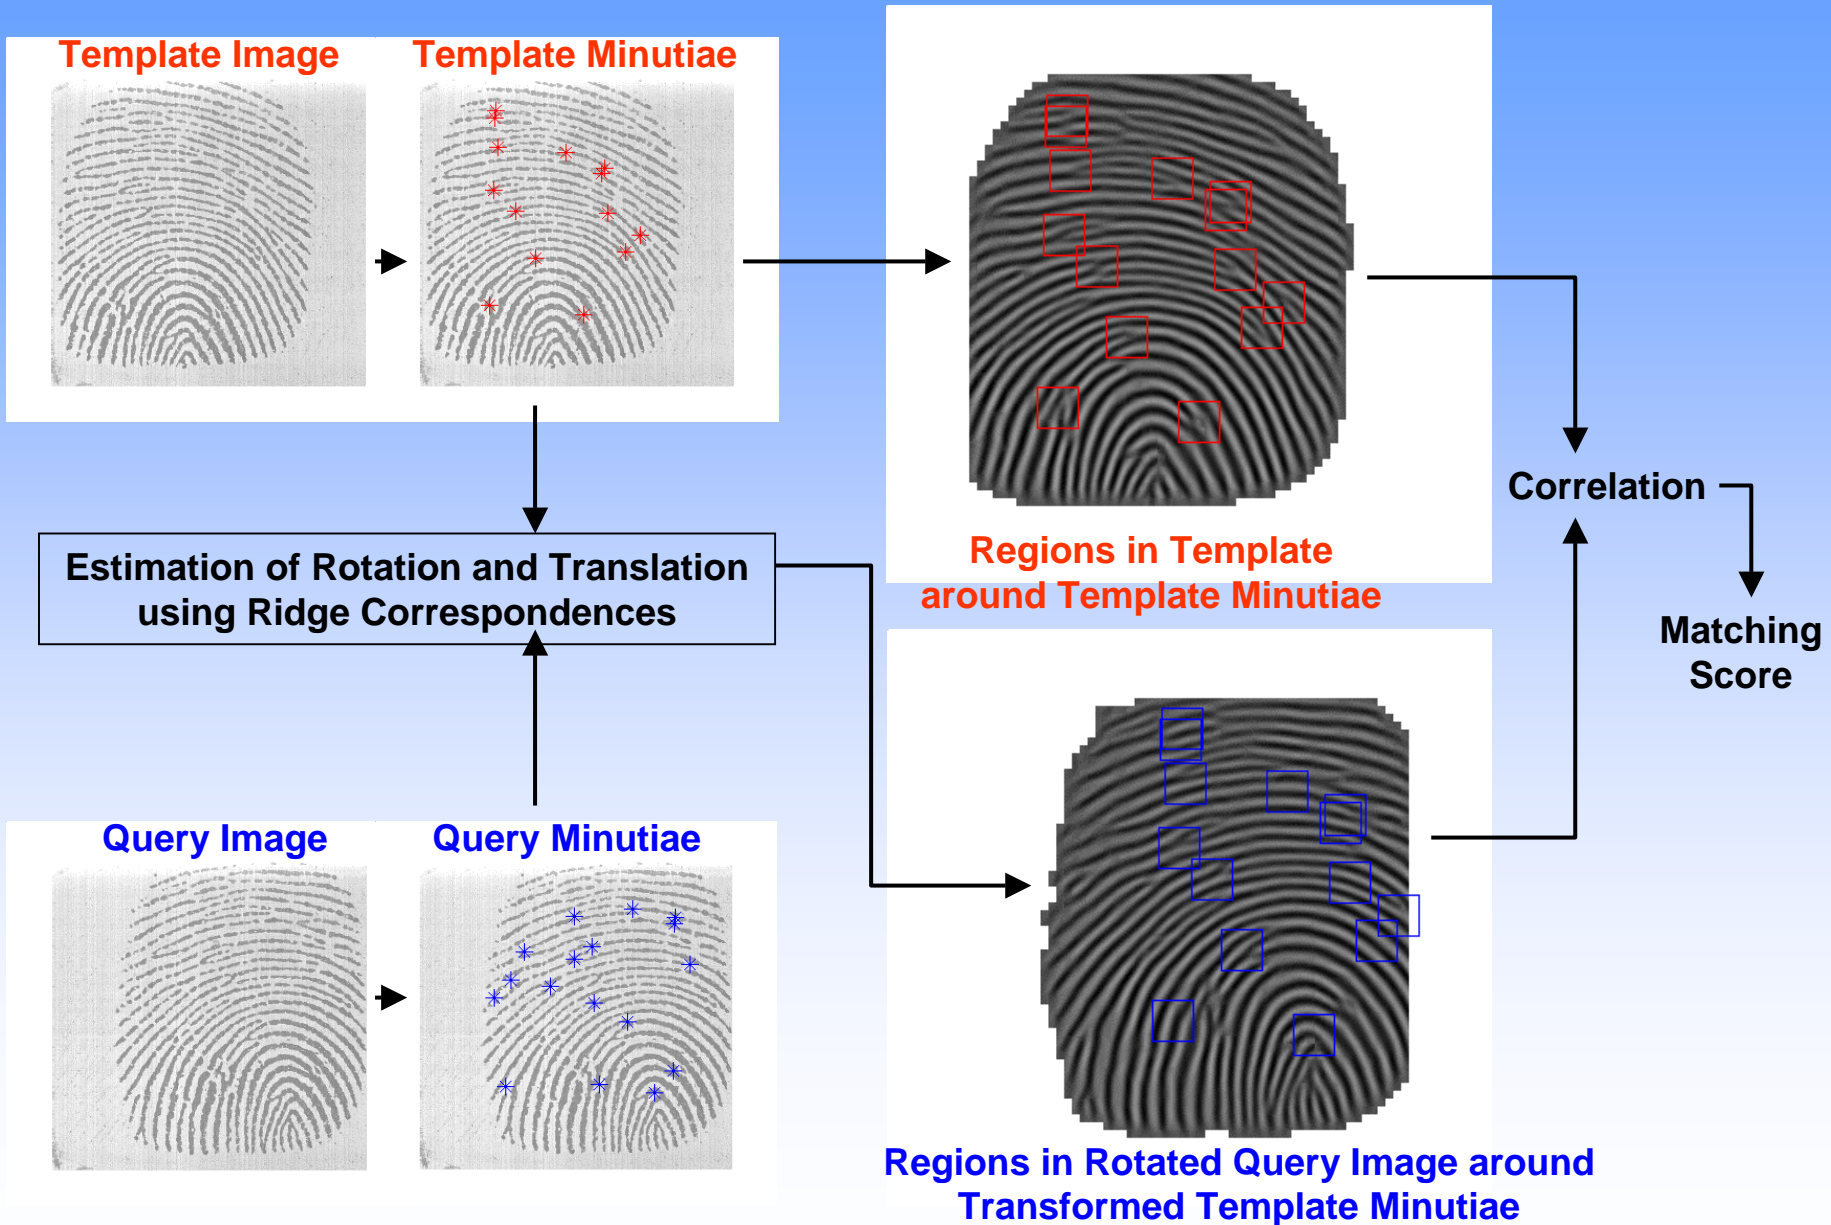 Template Image
Template Minutiae
Regions in Template
around Template Minutiae
Estimation of Rotation and Translation
using Ridge Correspondences
Correlation
Matching
Score
Query Image
Query Minutiae
Regions in Rotated Query Image around
Transformed Template Minutiae